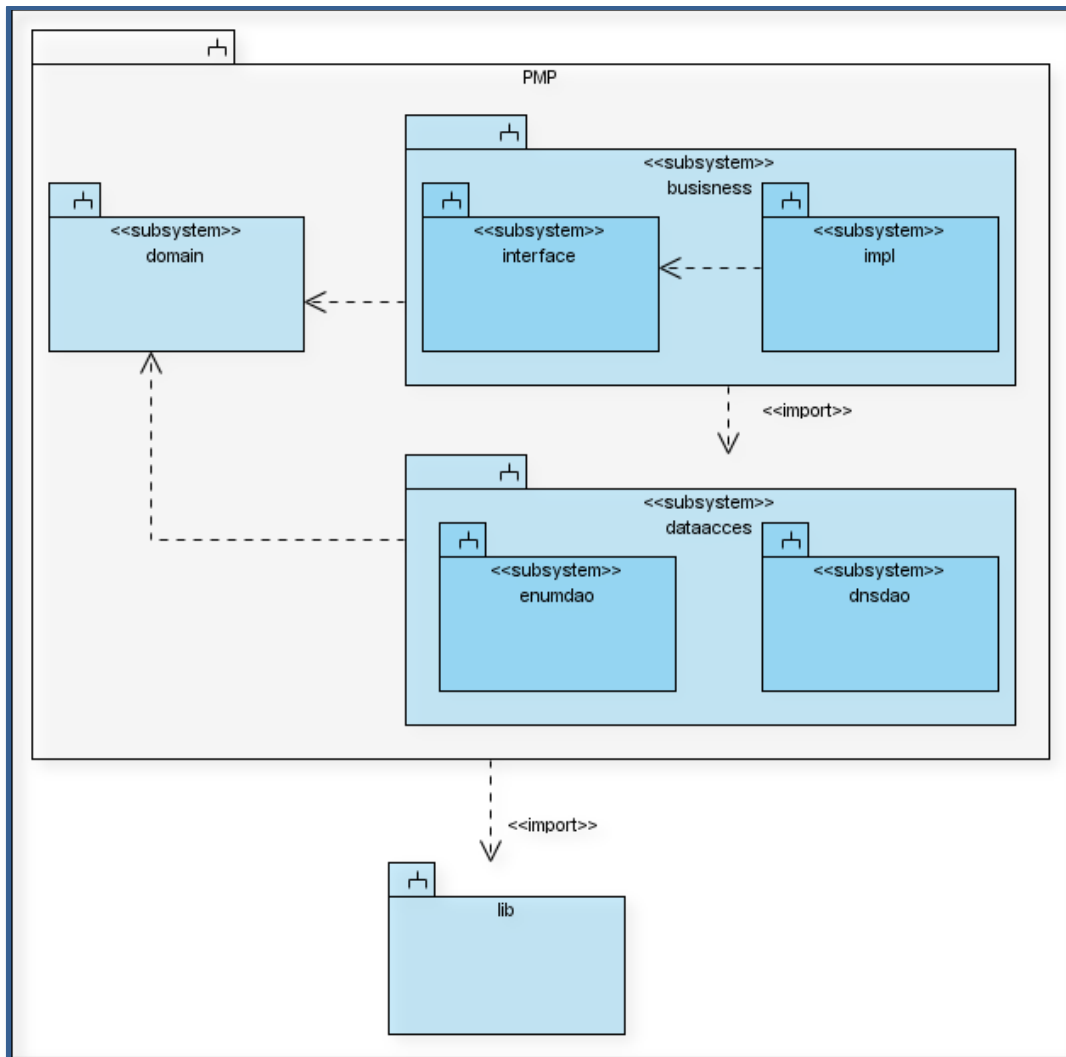 PMP
<<subsystem>>
busisness
<<subsystem>>
domain
<<subsystem>>
interface
<<subsystem>>
impl
<<import>>
<<subsystem>>
dataacces
<<subsystem>>
enumdao
<<subsystem>>
dnsdao
<<import>>
lib